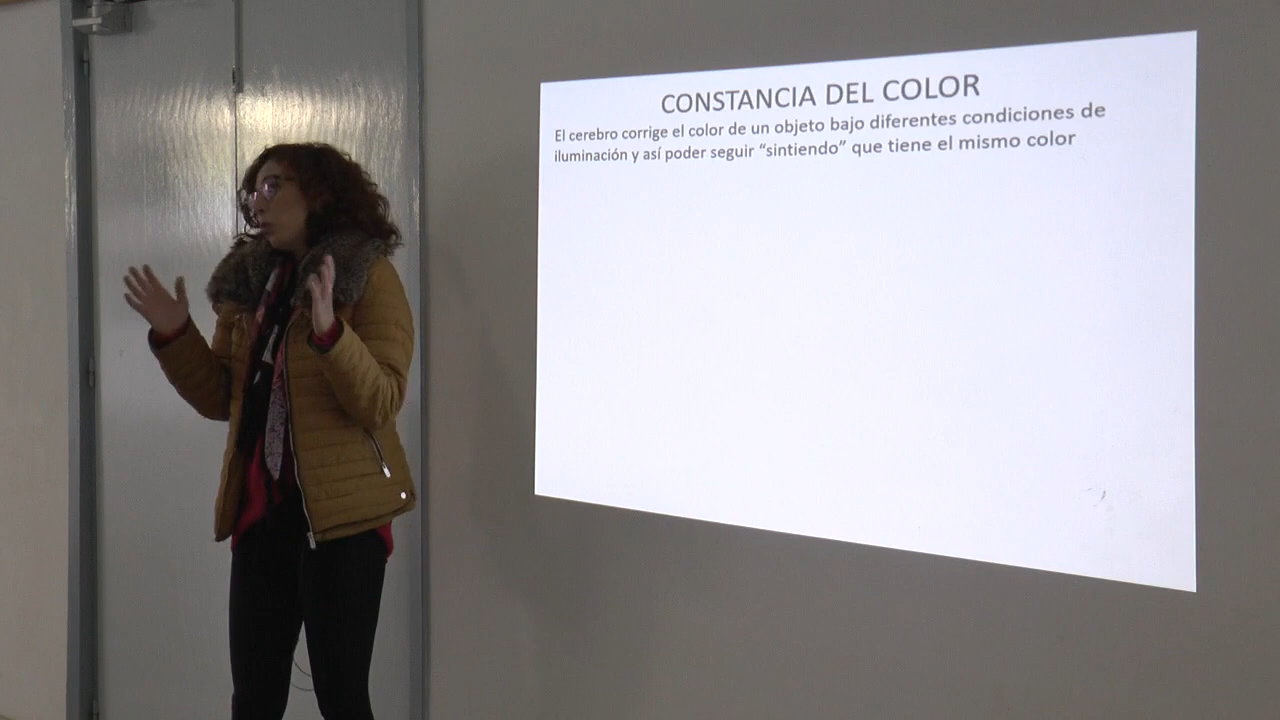 CONSTANCIA DEL COLOR
El cerebro corrige el color de un objeto bajo diferentes condiciones de
iluminación y así poder seguir “sintiendo” que tiene el mismo color